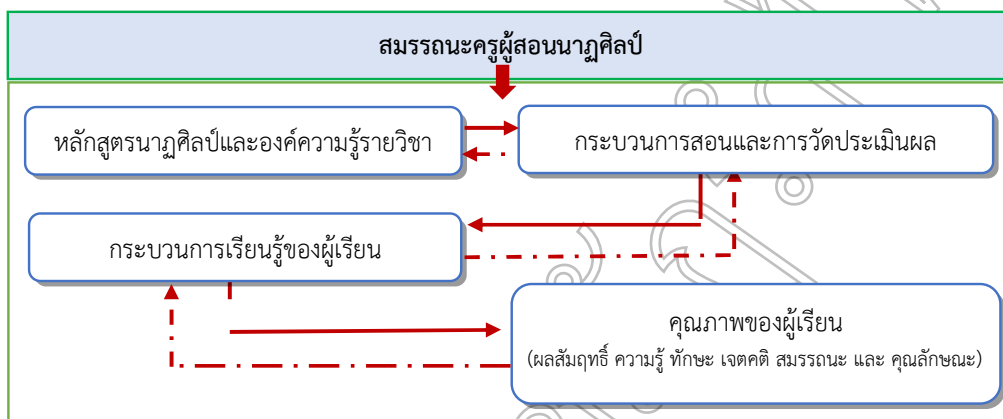 สมรรถนะครูผู้สอนนาฏศิลป์
หลักสูตรนาฏศิลป์และองค์ความรู้รายวิชา
กระบวนการสอนและการวัดประเมินผล
กระบวนการเรียนรู้ของผู้เรียน
คุณภาพของผู้เรียน
(ผลสัมฤทธิ์ ความรู้ ทักษะ เจตคติ สมรรถนะ และ คุณลักษณะ)